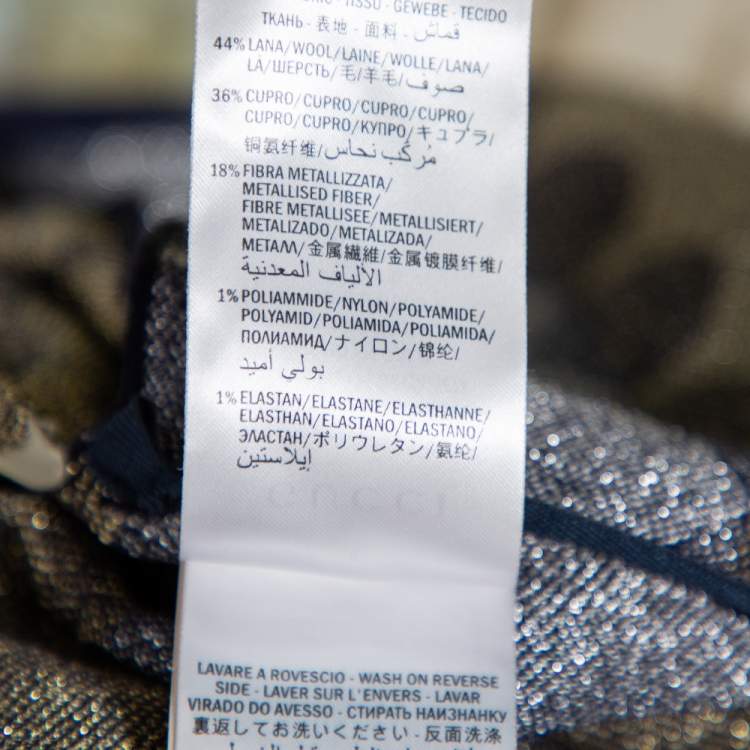 TISSU - GEWEBE - TECIDO
ТКАНЬ - 表地 - 面料 - قماش
44% LANA/WOOL/LAINE/WOLLE/LANA/
LÀ/ШЕРСТЬ/毛/羊毛/صوف
36% CUPRO/CUPRO/CUPRO/CUPRO/
CUPRO/CUPRO/КУПРО/キュプラ/
铜氨纤维/مُركّب نحاس
18% FIBRA METALLIZZATA/
METALLISED FIBER/
FIBRE METALLISEE/METALLISIERT/
METALIZADO/METALIZADA/
МЕТАЛЛ/金属繊維/金属镀膜纤维/
الألياف المعدنية
1% POLIAMMIDE/NYLON/POLYAMIDE/
POLYAMID/POLIAMIDA/POLIAMIDA/
ПОЛИАМИД/ナイロン/锦纶/
بولي أميد
1% ELASTAN/ELASTANE/ELASTHANNE/
ELASTHAN/ELASTANO/ELASTANO/
ЭЛАСТАН/ポリウレタン/氨纶/
إيلاستين
GUCCI
LAVARE A ROVESCIO - WASH ON REVERSE
SIDE - LAVER SUR L'ENVERS - LAVAR
VIRADO DO AVESSO - СТИРАТЬ НАИЗНАНКУ
裏返してお洗いください - 反面洗涤